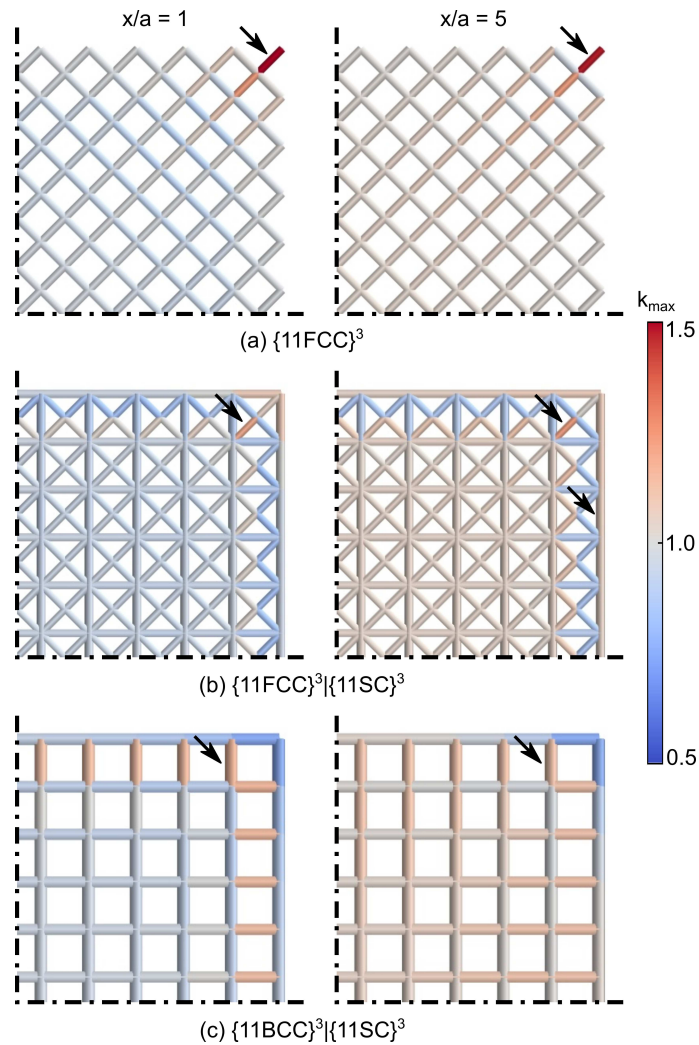 x/a = 1
x/a = 5
(a) {11FCC}³
k_max
1.5
1.0
0.5
(b) {11FCC}³|{11SC}³
(c) {11BCC}³|{11SC}³